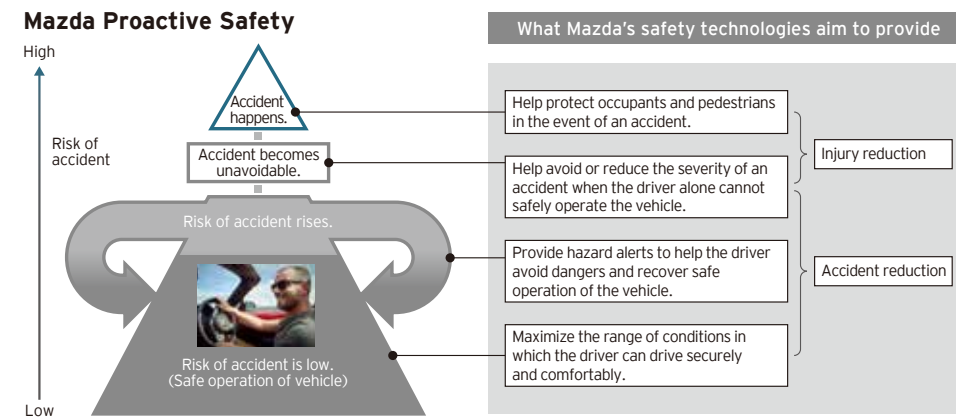 Mazda Proactive Safety
What Mazda's safety technologies aim to provide
High
Risk of
accident
Low
Accident
happens.
Accident becomes
unavoidable.
Risk of accident rises.
Risk of accident is low.
(Safe operation of vehicle)
Help protect occupants and pedestrians
in the event of an accident.
Help avoid or reduce the severity of an
accident when the driver alone cannot
safely operate the vehicle.
Provide hazard alerts to help the driver
avoid dangers and recover safe
operation of the vehicle.
Maximize the range of conditions in
which the driver can drive securely
and comfortably.
Injury reduction
Accident reduction